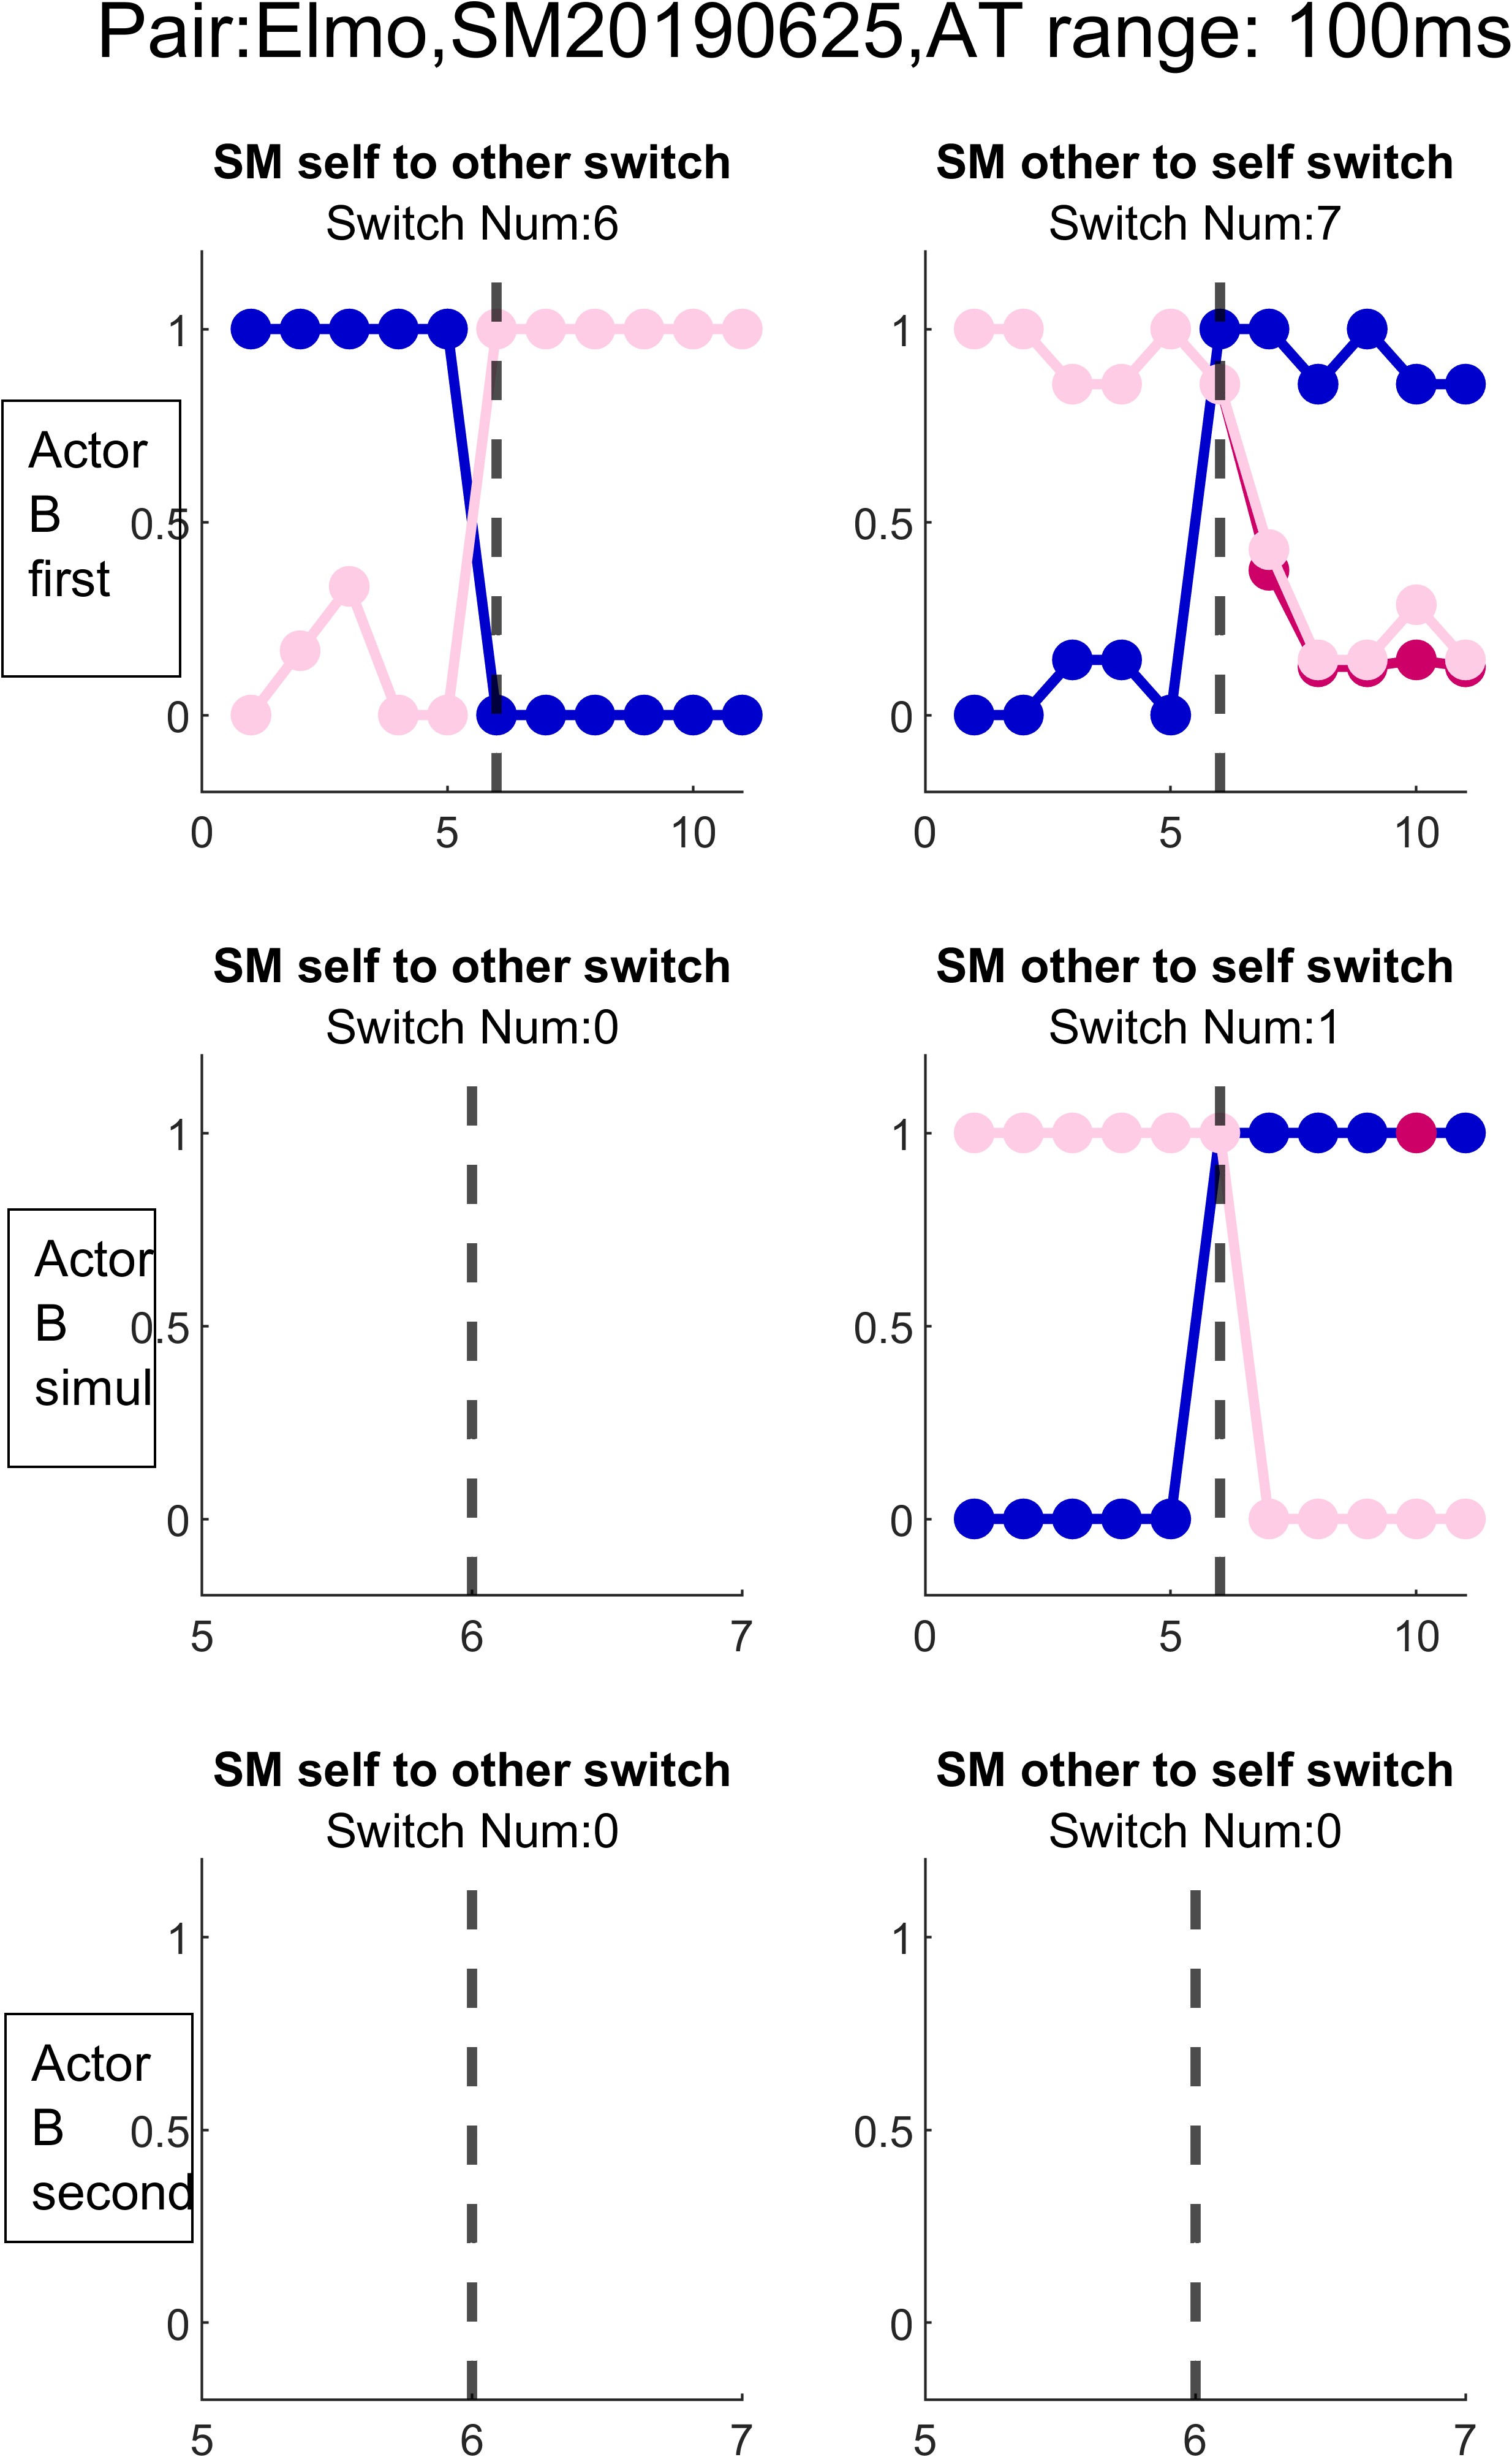 Pair:Elmo,SM20190625,AT range: 100ms
SM self to other switch
Switch Num:6
1
0.5
0
0
5
10
Actor
B
first
SM other to self switch
Switch Num:7
1
0.5
0
0
5
10
SM self to other switch
Switch Num:0
1
0.5
0
5
6
7
Actor
B
simul
SM other to self switch
Switch Num:1
1
0.5
0
0
5
10
SM self to other switch
Switch Num:0
1
0.5
0
5
6
7
Actor
B
second
SM other to self switch
Switch Num:0
1
0.5
0
5
6
7